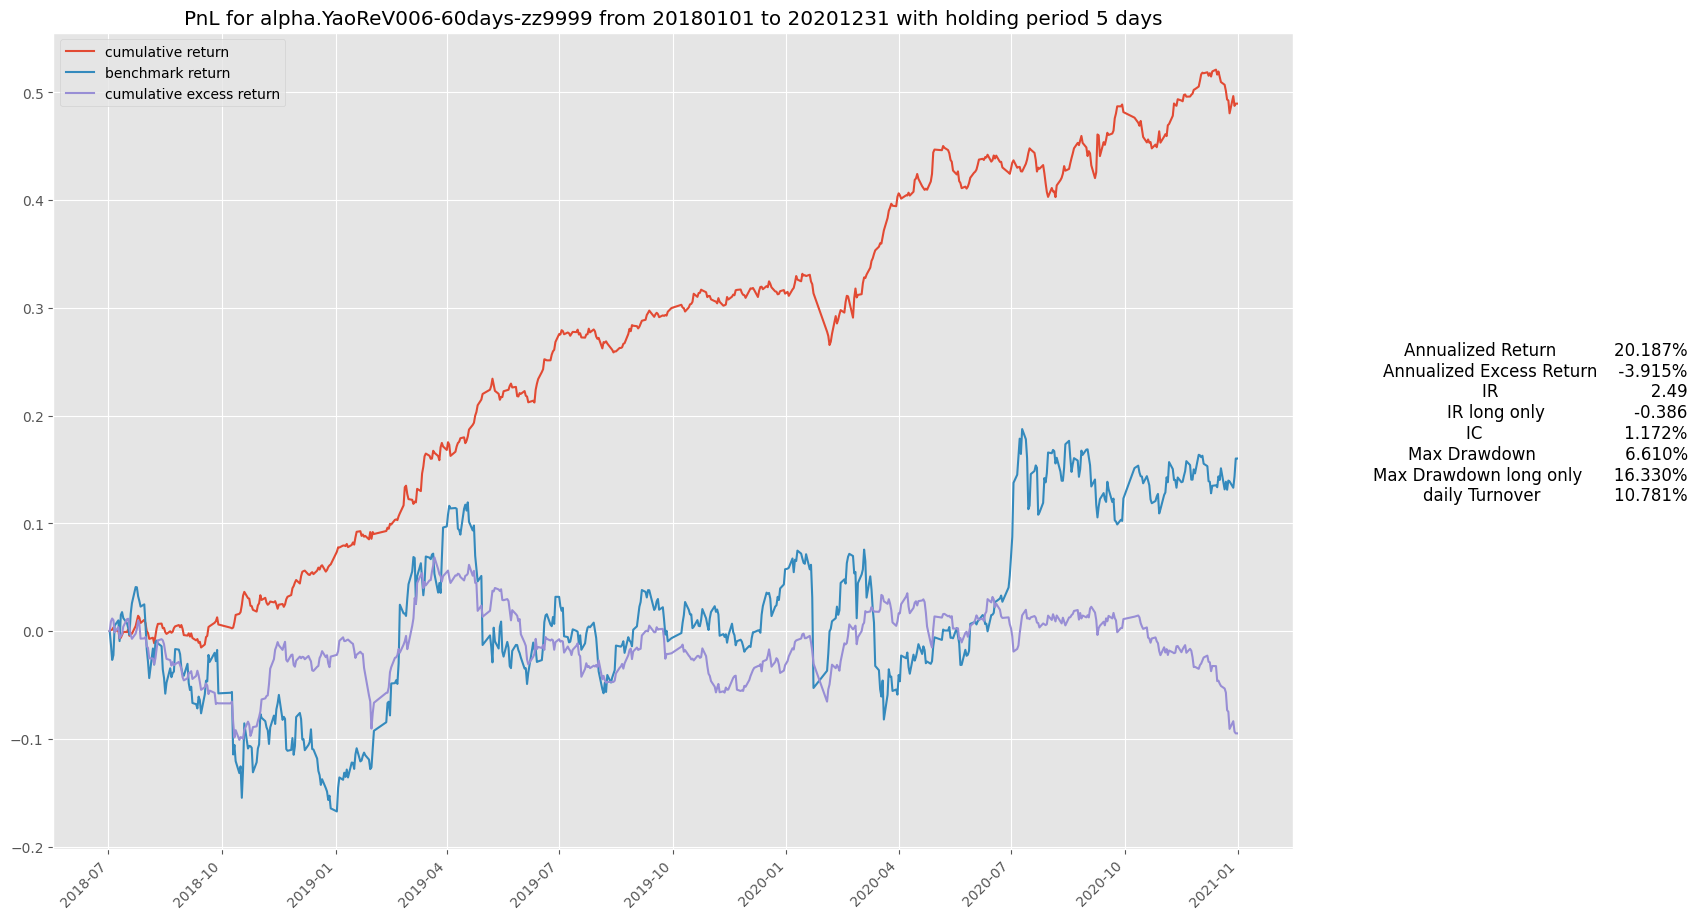 PnL for alpha.YaoReV006-60days-zz9999 from 20180101 to 20201231 with holding period 5 days
cumulative return
benchmark return
cumulative excess return
0.5
0.4
0.3
0.2
0.1
0.0
−0.1
−0.2
2018-07
2018-10
2019-01
2019-04
2019-07
2019-10
2020-01
2020-04
2020-07
2020-10
2021-01
Annualized Return 20.187%
Annualized Excess Return -3.915%
IR 2.49
IR long only -0.386
IC 1.172%
Max Drawdown 6.610%
Max Drawdown long only 16.330%
daily Turnover 10.781%